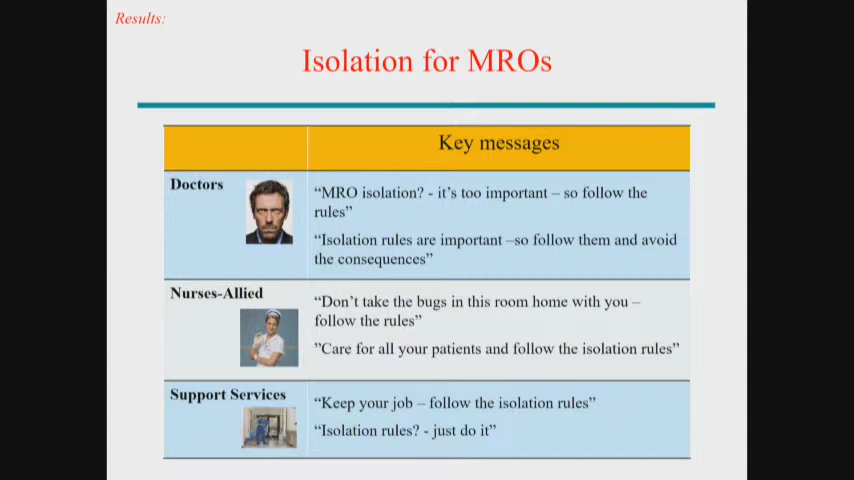 Results:
Isolation for MROs
Key messages
Doctors
“MRO isolation? - it’s too important – so follow the
rules”
“Isolation rules are important –so follow them and avoid
the consequences”
Nurses-Allied
“Don’t take the bugs in this room home with you –
follow the rules”
”Care for all your patients and follow the isolation rules”
Support Services
“Keep your job – follow the isolation rules”
“Isolation rules? - just do it”